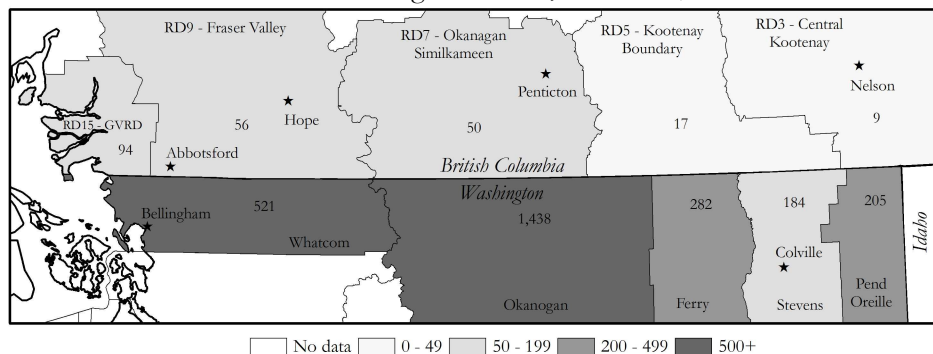 RD9 - Fraser Valley
RD7 - Okanagan
Similkameen
RD5 - Kootenay
Boundary
RD3 - Central
Kootenay
Nelson
Penticton
Hope
RD15 - GVRD
94
56
50
17
9
Abbotsford
British Columbia
Washington
Bellingham
521
1,438
282
184
205
Whatcom
Colville
Okanogan
Ferry
Stevens
Pend
Oreille
Idaho
No data
0 - 49
50 - 199
200 - 499
500+